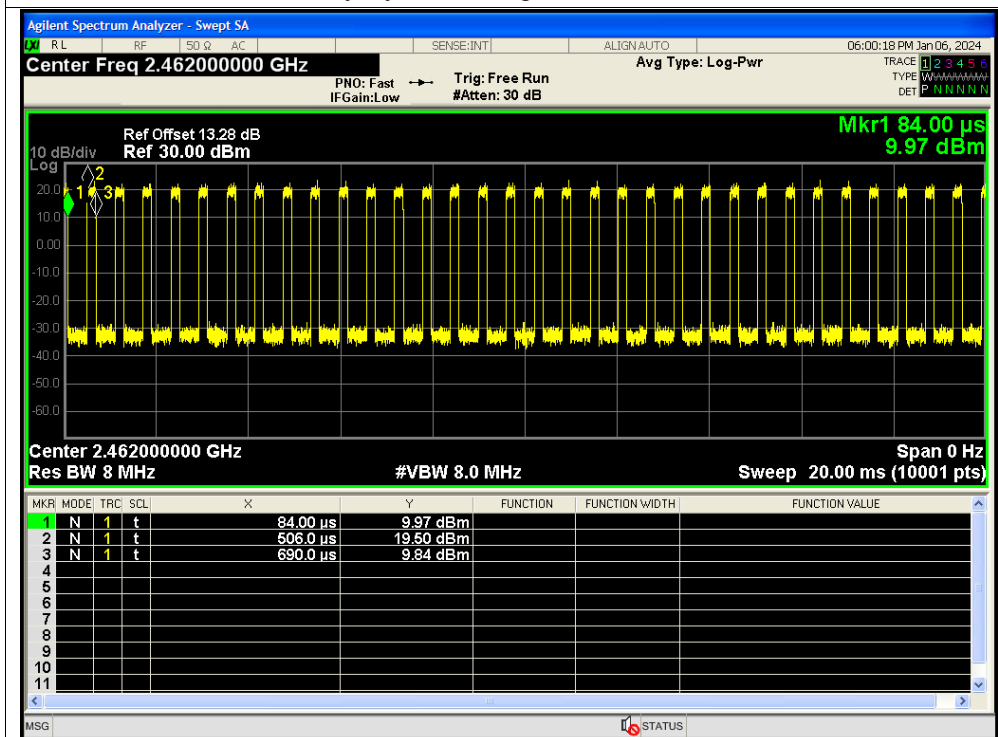 Agilent Spectrum Analyzer - Swept SA
LXI RL RF 50 Ω AC SENSE:INT ALIGNAUTO 06:00:18 PM Jan 06, 2024
Center Freq 2.462000000 GHz Avg Type: Log-Pwr TRACE 1 2 3 4 5 6
PNO: Fast Trig: Free Run TYPE WWWWWW
IFGain:Low #Atten: 30 dB DET P N N N N N
Mkr1 84.00 µs
Ref Offset 13.28 dB
10 dB/div Ref 30.00 dBm 9.97 dBm
Log
2
20.0 1 3
10.0
0.00
-10.0
-20.0
-30.0
-40.0
-50.0
-60.0
Center 2.462000000 GHz Span 0 Hz
Res BW 8 MHz #VBW 8.0 MHz Sweep 20.00 ms (10001 pts)
MKR MODE TRC SCL X Y FUNCTION FUNCTION WIDTH FUNCTION VALUE
1 N 1 t 84.00 µs 9.97 dBm
2 N 1 t 506.0 µs 19.50 dBm
3 N 1 t 690.0 µs 9.84 dBm
4
5
6
7
8
9
10
11
MSG STATUS